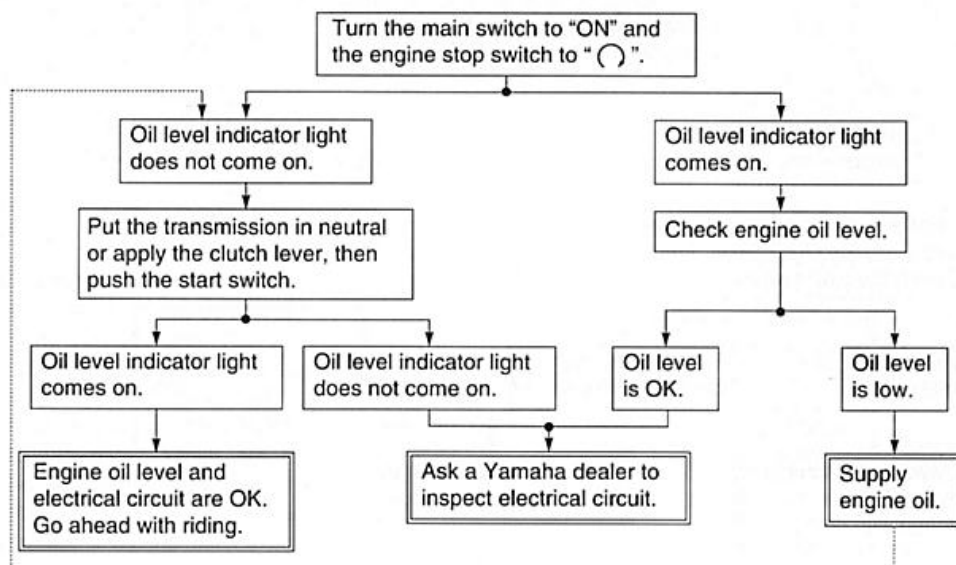 Turn the main switch to “ON” and
the engine stop switch to “ ”.
Oil level indicator light
does not come on.
Oil level indicator light
comes on.
Put the transmission in neutral
or apply the clutch lever, then
push the start switch.
Check engine oil level.
Oil level indicator light
comes on.
Oil level indicator light
does not come on.
Oil level
is OK.
Oil level
is low.
Engine oil level and
electrical circuit are OK.
Go ahead with riding.
Ask a Yamaha dealer to
inspect electrical circuit.
Supply
engine oil.